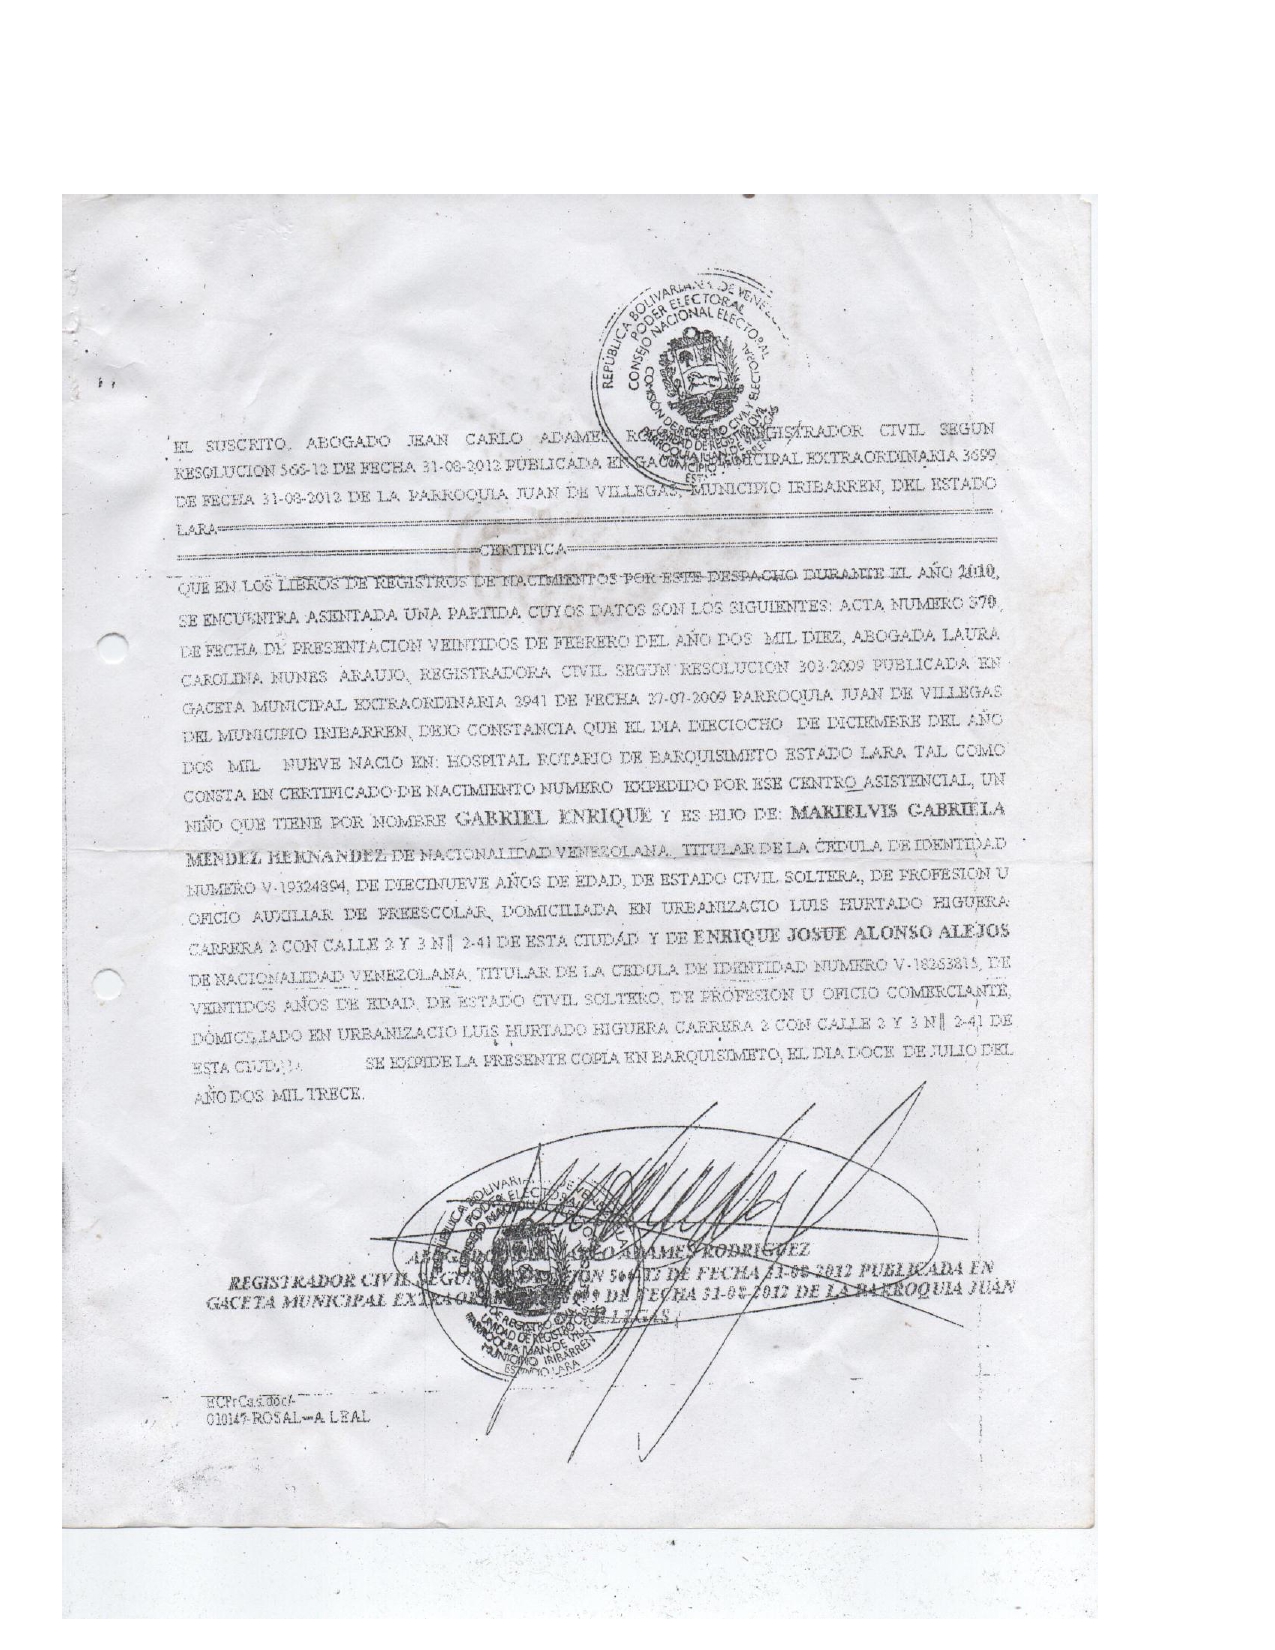 REPÚBLICA BOLIVARIANA DE VENEZUELA
PODER ELECTORAL
CONSEJO NACIONAL ELECTORAL
COMISIÓN DE REGISTRO CIVIL Y ELECTORAL
UNIDAD DE REGISTRO CIVIL
PARROQUIA JUAN DE VILLEGAS
MUNICIPIO IRIBARREN
EL SUSCRITO, ABOGADO JEAN CARLO ADAMES REGISTRADOR CIVIL SEGUN
RESOLUCION 566-12 DE FECHA 31-08-2012 PUBLICADA EN GACETA MUNICIPAL EXTRAORDINARIA 3699
DE FECHA 31-08-2012 DE LA PARROQUIA JUAN DE VILLEGAS, MUNICIPIO IRIBARREN, DEL ESTADO
LARA
CERTIFICA
QUE EN LOS LIBROS DE REGISTROS DE NACIMIENTOS POR ESTE DESPACHO DURANTE EL AÑO 2010,
SE ENCUENTRA ASENTADA UNA PARTIDA CUYOS DATOS SON LOS SIGUIENTES: ACTA NUMERO 370,
DE FECHA DE PRESENTACION VEINTIDOS DE FEBRERO DEL AÑO DOS MIL DIEZ, ABOGADA LAURA
CAROLINA NUNES ARAUJO, REGISTRADORA CIVIL SEGUN RESOLUCION 303-2009 PUBLICADA EN
GACETA MUNICIPAL EXTRAORDINARIA 2941 DE FECHA 27-07-2009 PARROQUIA JUAN DE VILLEGAS
DEL MUNICIPIO IRIBARREN, DEJO CONSTANCIA QUE EL DIA DIECIOCHO DE DICIEMBRE DEL AÑO
DOS MIL NUEVE NACIO EN: HOSPITAL ROTARIO DE BARQUISIMETO ESTADO LARA TAL COMO
CONSTA EN CERTIFICADO DE NACIMIENTO NUMERO EXPEDIDO POR ESE CENTRO ASISTENCIAL, UN
NIÑO QUE TIENE POR NOMBRE GABRIEL ENRIQUE Y ES HIJO DE: MARIELVIS GABRIELA
MENDEZ HERNANDEZ DE NACIONALIDAD VENEZOLANA, TITULAR DE LA CEDULA DE IDENTIDAD
NUMERO V-19324894, DE DIECINUEVE AÑOS DE EDAD, DE ESTADO CIVIL SOLTERA, DE PROFESION U
OFICIO AUXILIAR DE PREESCOLAR, DOMICILIADA EN URBANIZACIO LUIS HURTADO HIGUERA
CARRERA 2 CON CALLE 2 Y 3 N|| 2-41 DE ESTA CIUDAD Y DE ENRIQUE JOSUE ALONSO ALEJOS
DE NACIONALIDAD VENEZOLANA, TITULAR DE LA CEDULA DE IDENTIDAD NUMERO V-18263815, DE
VEINTIDOS AÑOS DE EDAD, DE ESTADO CIVIL SOLTERO, DE PROFESION U OFICIO COMERCIANTE,
DOMICILIADO EN URBANIZACIO LUIS HURTADO HIGUERA CARRERA 2 CON CALLE 2 Y 3 N|| 2-41 DE
ESTA CIUDAD SE EXPIDE LA PRESENTE COPIA EN BARQUISIMETO, EL DIA DOCE DE JULIO DEL
AÑO DOS MIL TRECE.
ABOGADO CARLO ADAMES RODRIGUEZ
REGISTRADOR CIVIL SEGUN 566-12 DE FECHA 31-08-2012 PUBLICADA EN
GACETA MUNICIPAL DE FECHA 31-08-2012 DE LA PARROQUIA JUAN
VILLEGAS
PODER ELECTORAL
DE REGISTRO
UNIDAD DE REGISTRO
PARROQUIA JUAN DE VILLEGAS
MUNICIPIO IRIBARREN
ESTADO LARA
010147-ROSAL--A LEAL